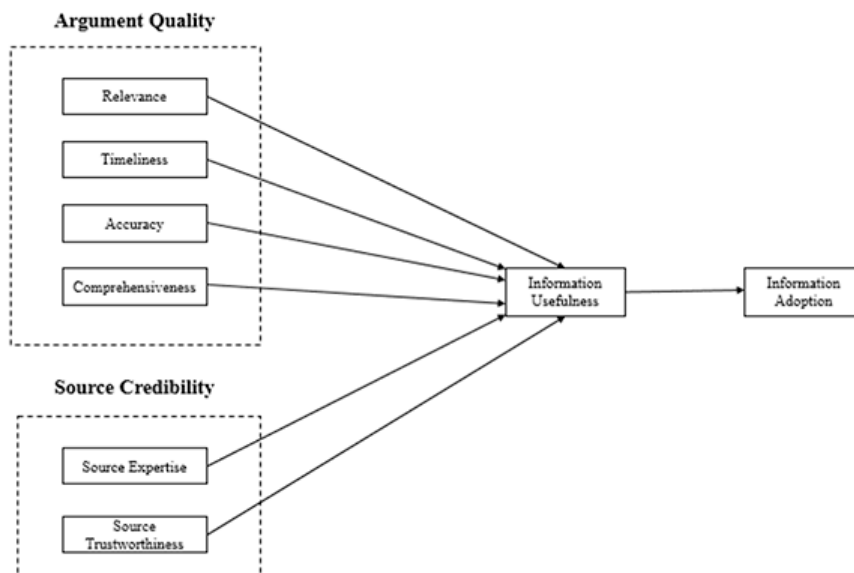 Argument Quality
Relevance
Timeliness
Accuracy
Comprehensiveness
Information
Usefulness
Information
Adoption
Source Credibility
Source Expertise
Source
Trustworthiness